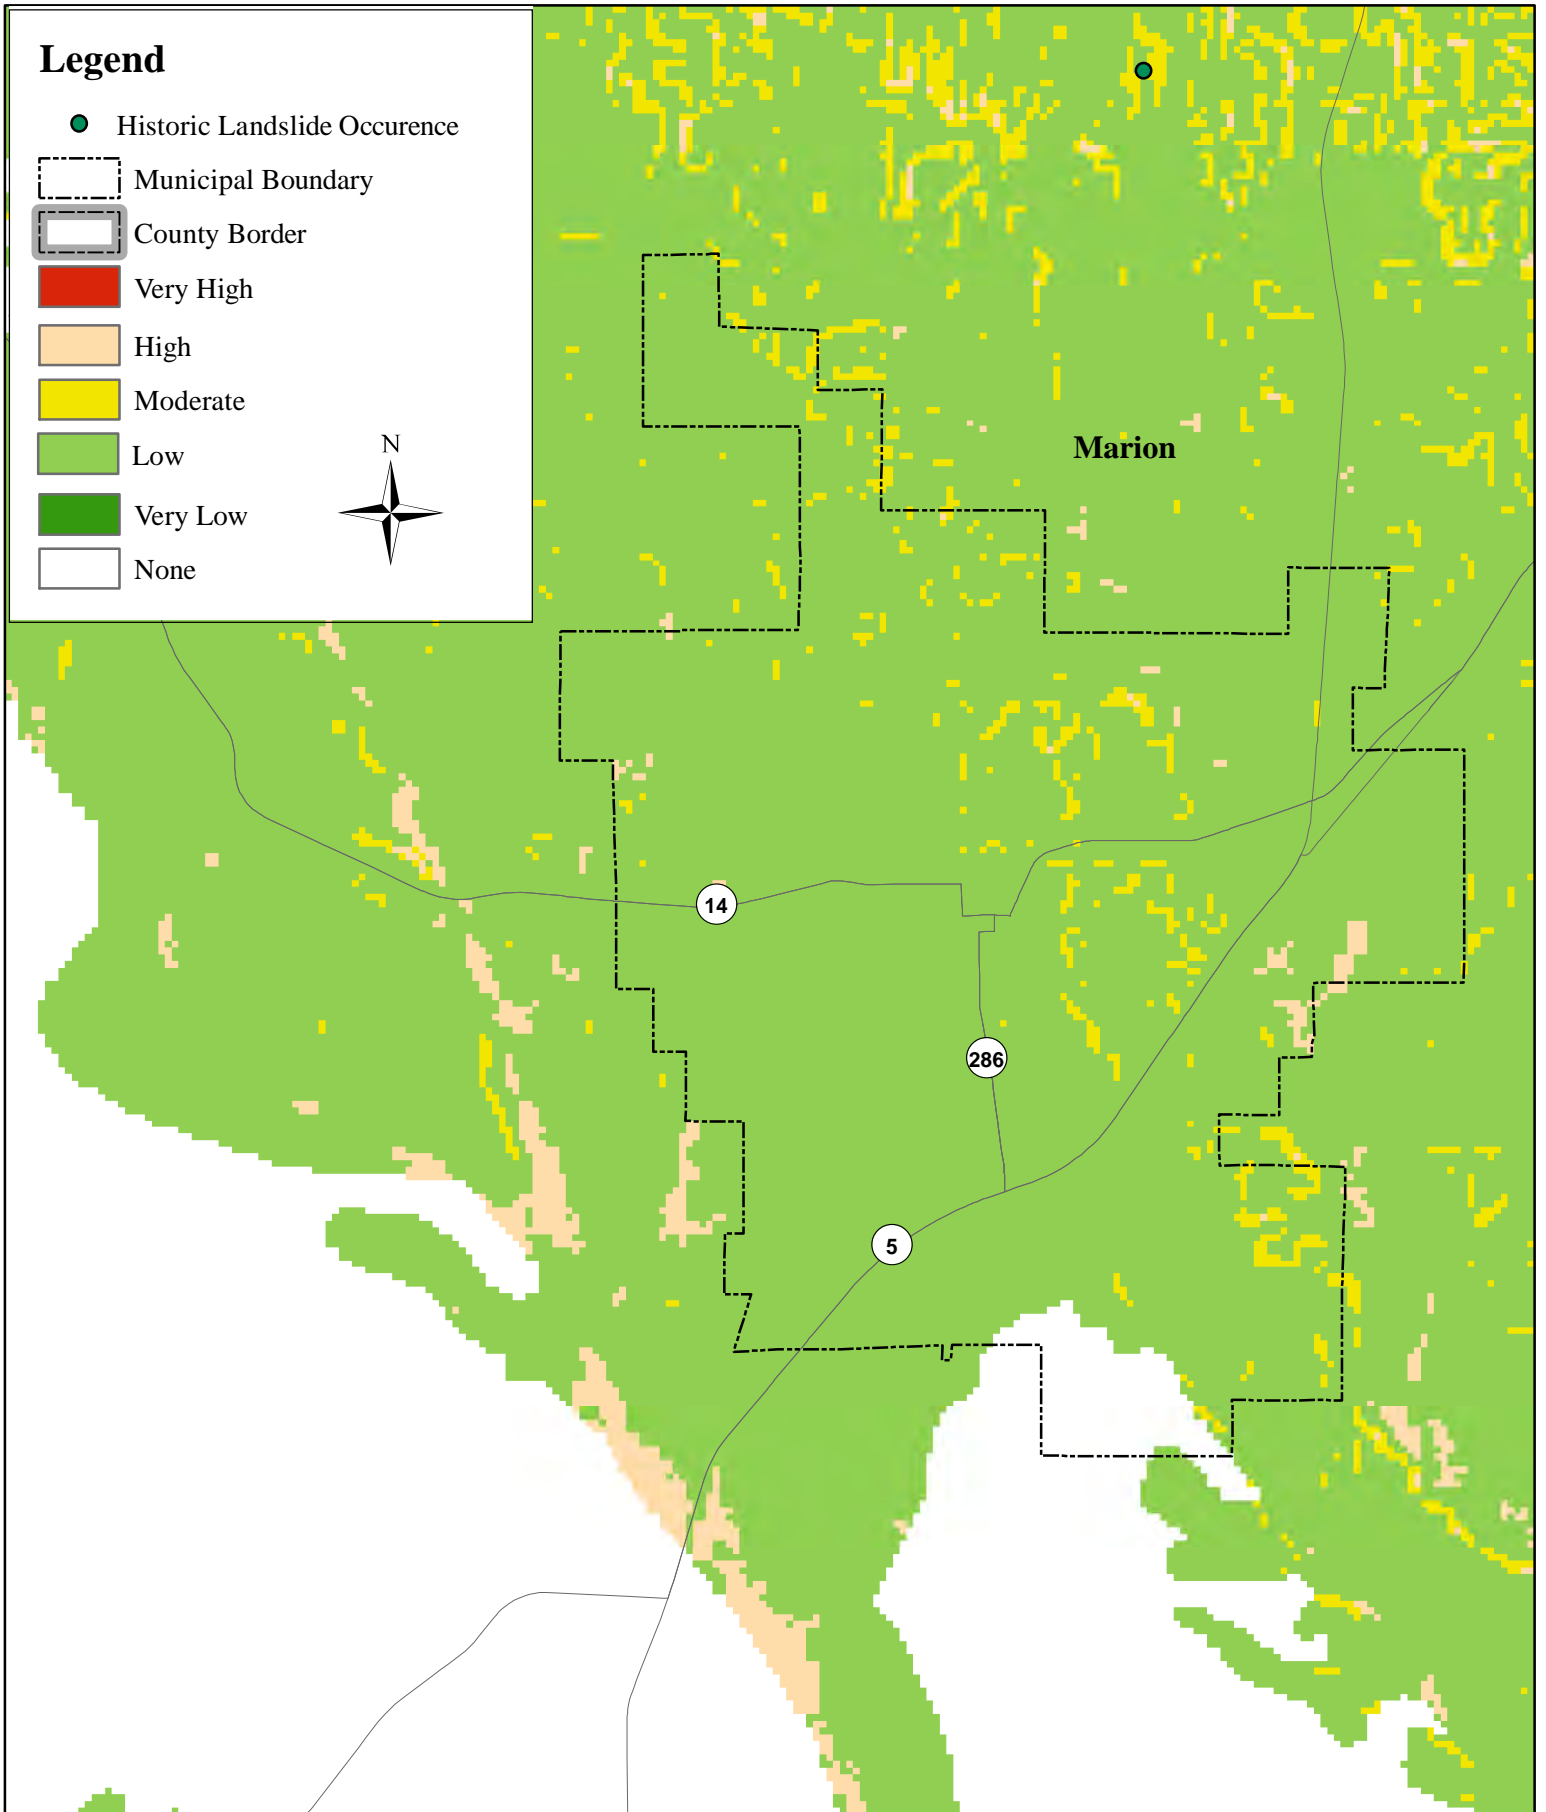 Legend
Historic Landslide Occurence
Municipal Boundary
County Border
Very High
High
Moderate
Low
Very Low
None
N
Marion
14
286
5